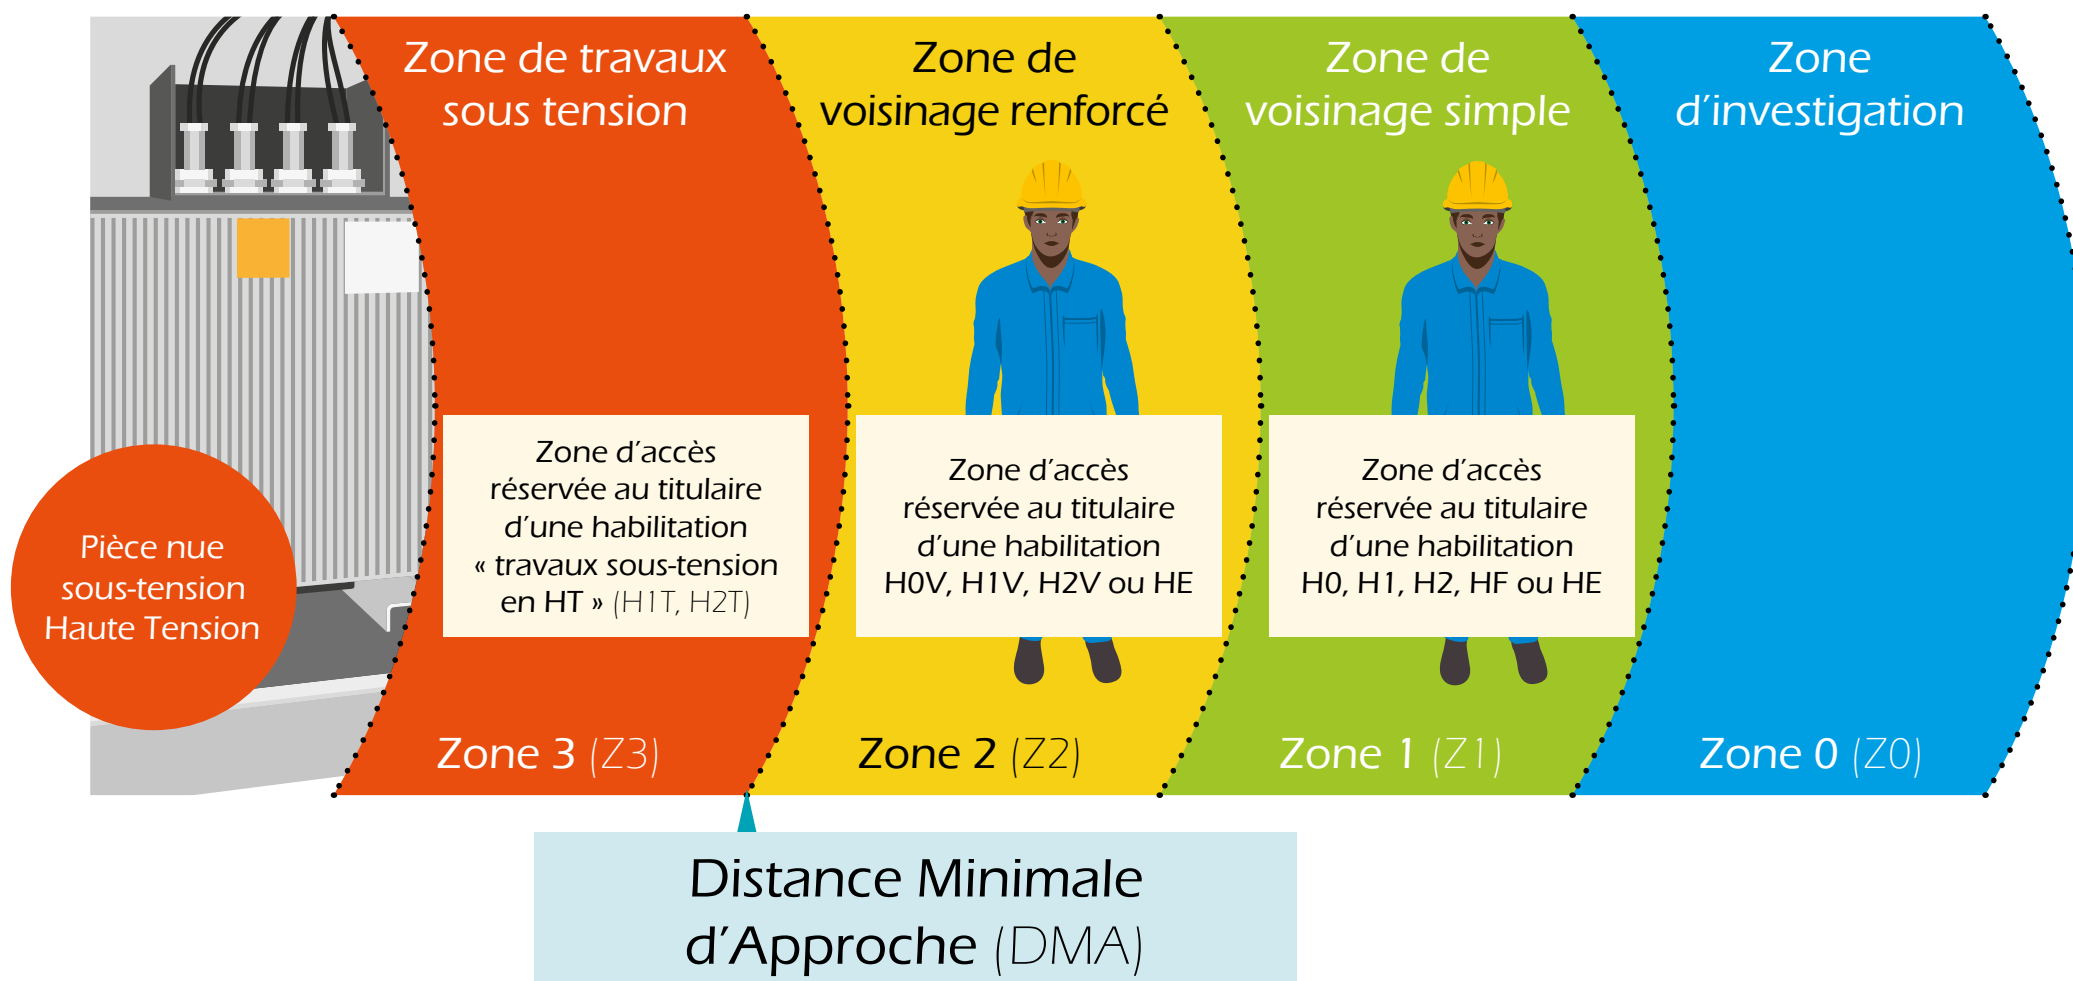 Zone de travaux
sous tension
Zone de
voisinage renforcé
Zone de
voisinage simple
Zone
d’investigation
Pièce nue
sous-tension
Haute Tension
Zone d’accès
réservée au titulaire
d’une habilitation
« travaux sous-tension
en HT » (H1T, H2T)
Zone d’accès
réservée au titulaire
d’une habilitation
H0V, H1V, H2V ou HE
Zone d’accès
réservée au titulaire
d’une habilitation
H0, H1, H2, HF ou HE
Zone 3 (Z3)
Zone 2 (Z2)
Zone 1 (Z1)
Zone 0 (Z0)
Distance Minimale
d’Approche (DMA)